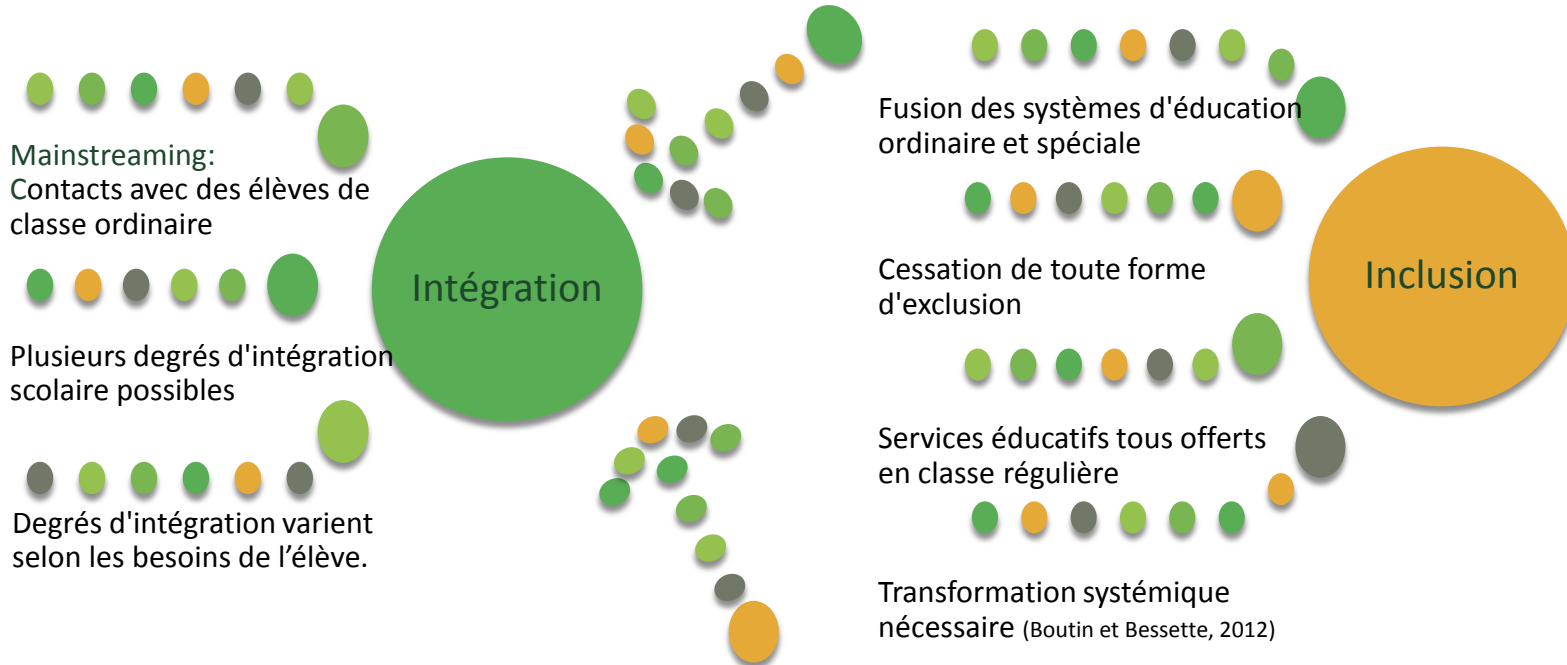 Mainstreaming:
Contacts avec des élèves de
classe ordinaire
Plusieurs degrés d'intégration
scolaire possibles
Degrés d'intégration varient
selon les besoins de l’élève.
Intégration
Fusion des systèmes d'éducation
ordinaire et spéciale
Cessation de toute forme
d'exclusion
Services éducatifs tous offerts
en classe régulière
Transformation systémique
nécessaire (Boutin et Bessette, 2012)
Inclusion